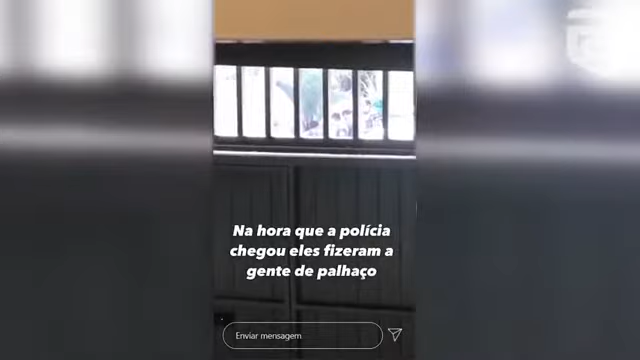 Na hora que a polícia
chegou eles fizeram a
gente de palhaço
Enviar mensagem